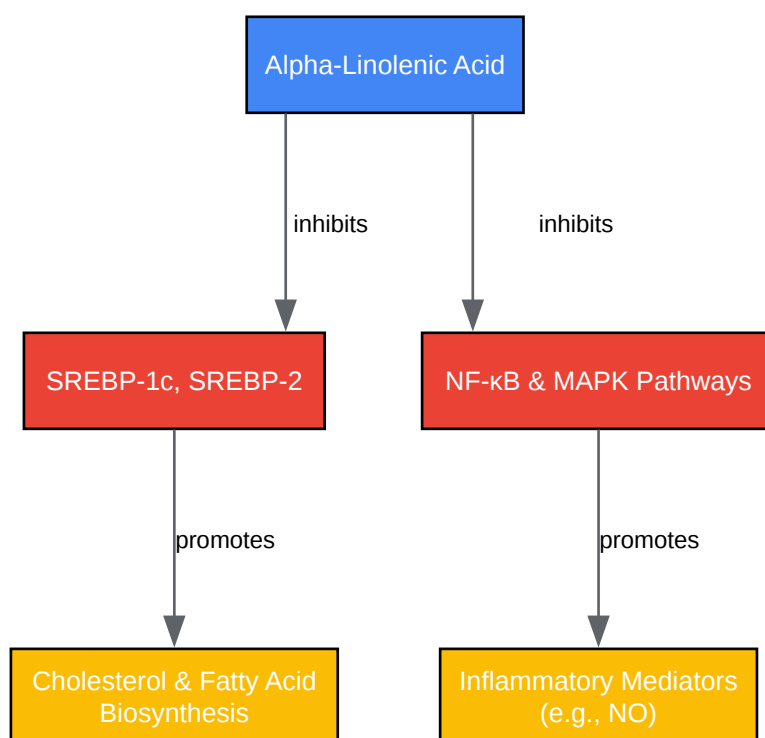 Alpha-Linolenic Acid
inhibits
inhibits
SREBP-1c, SREBP-2
NF-κB & MAPK Pathways
promotes
promotes
Cholesterol & Fatty Acid
Biosynthesis
Inflammatory Mediators
(e.g., NO)